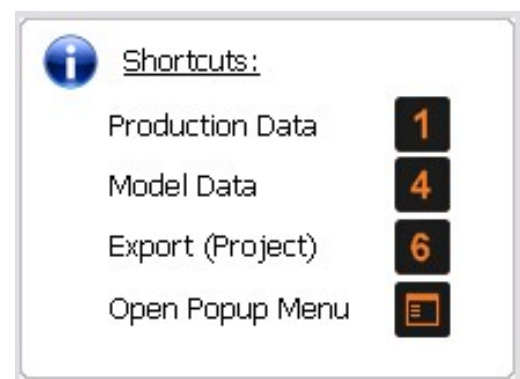 Shortcuts:
Production Data 1
Model Data 4
Export (Project) 6
Open Popup Menu